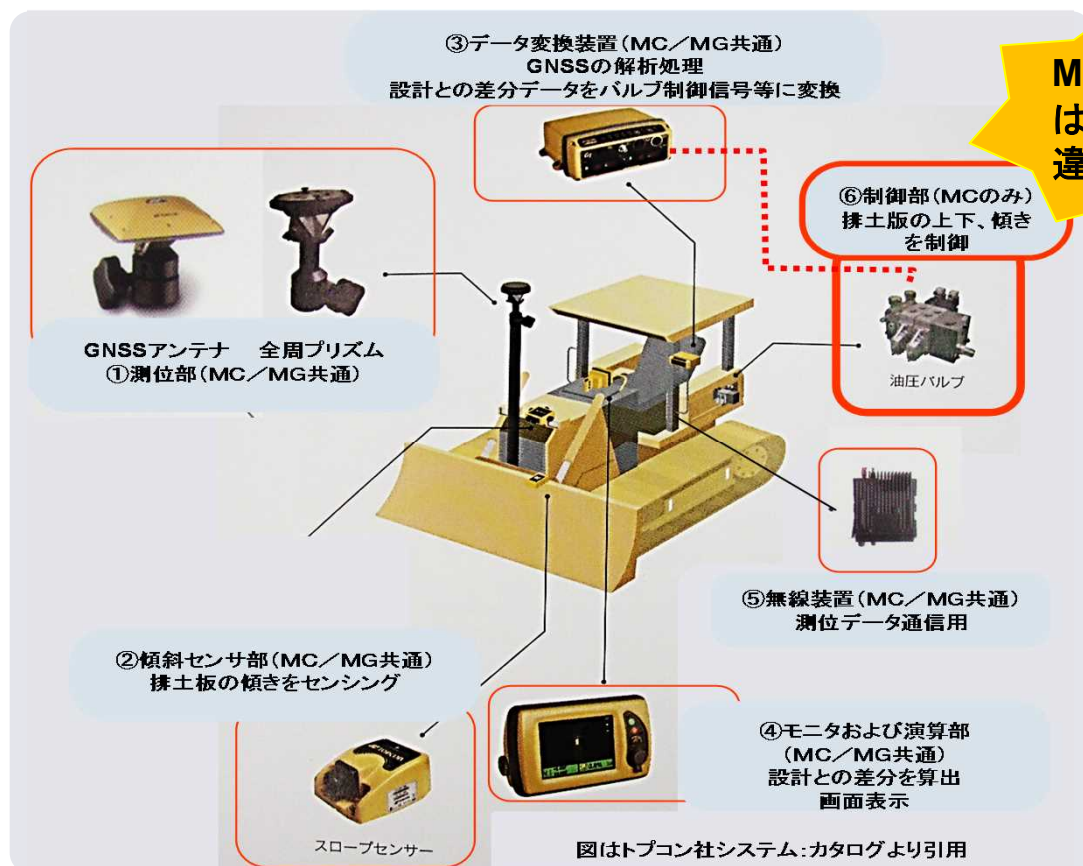 ③データ変換装置(MC／MG共通)
GNSSの解析処理
設計との差分データをバルブ制御信号等に変換
M
は
違
⑥制御部(MCのみ)
排土版の上下、傾き
を制御
油圧バルブ
GNSSアンテナ 全周プリズム
①測位部(MC／MG共通)
⑤無線装置(MC／MG共通)
測位データ通信用
②傾斜センサ部(MC／MG共通)
排土板の傾きをセンシング
スロープセンサー
④モニタおよび演算部
(MC／MG共通)
設計との差分を算出
画面表示
図はトプコン社システム:カタログより引用